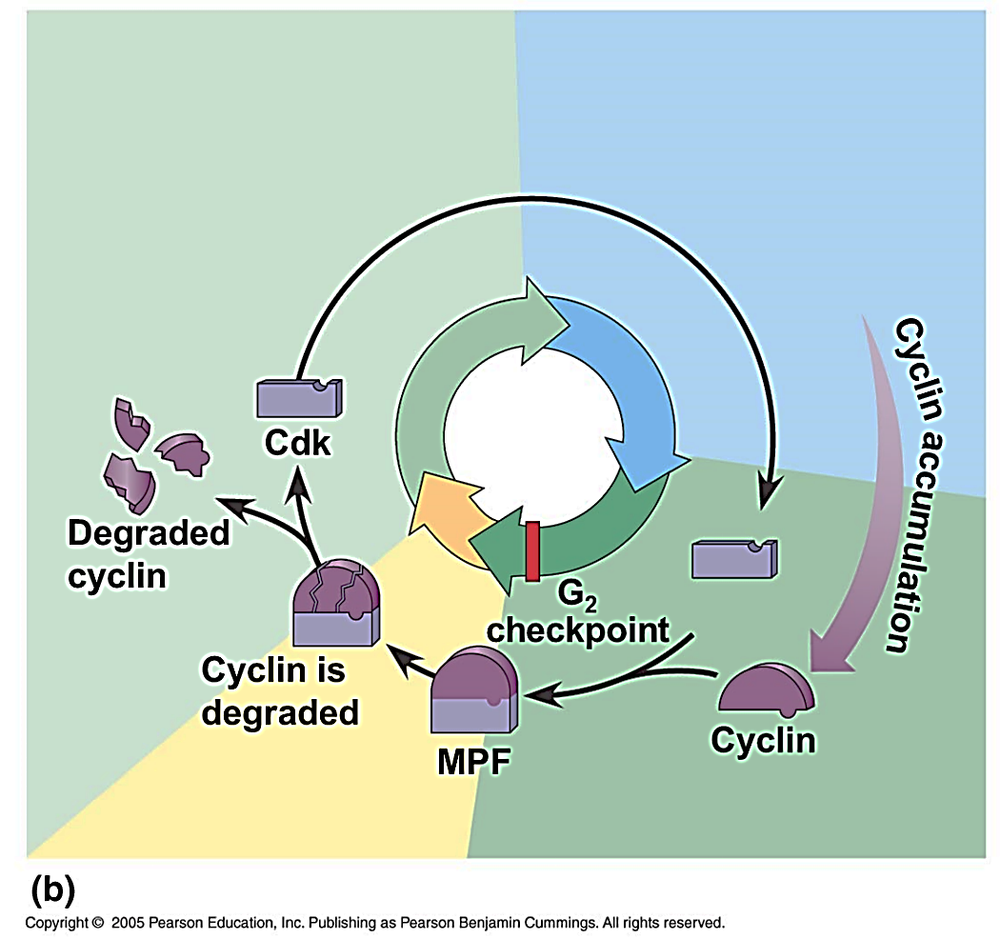 Cyclin accumulation
Cdk
Degraded
cyclin
G₂
checkpoint
Cyclin is
degraded
MPF
Cyclin
(b)
Copyright © 2005 Pearson Education, Inc. Publishing as Pearson Benjamin Cummings. All rights reserved.